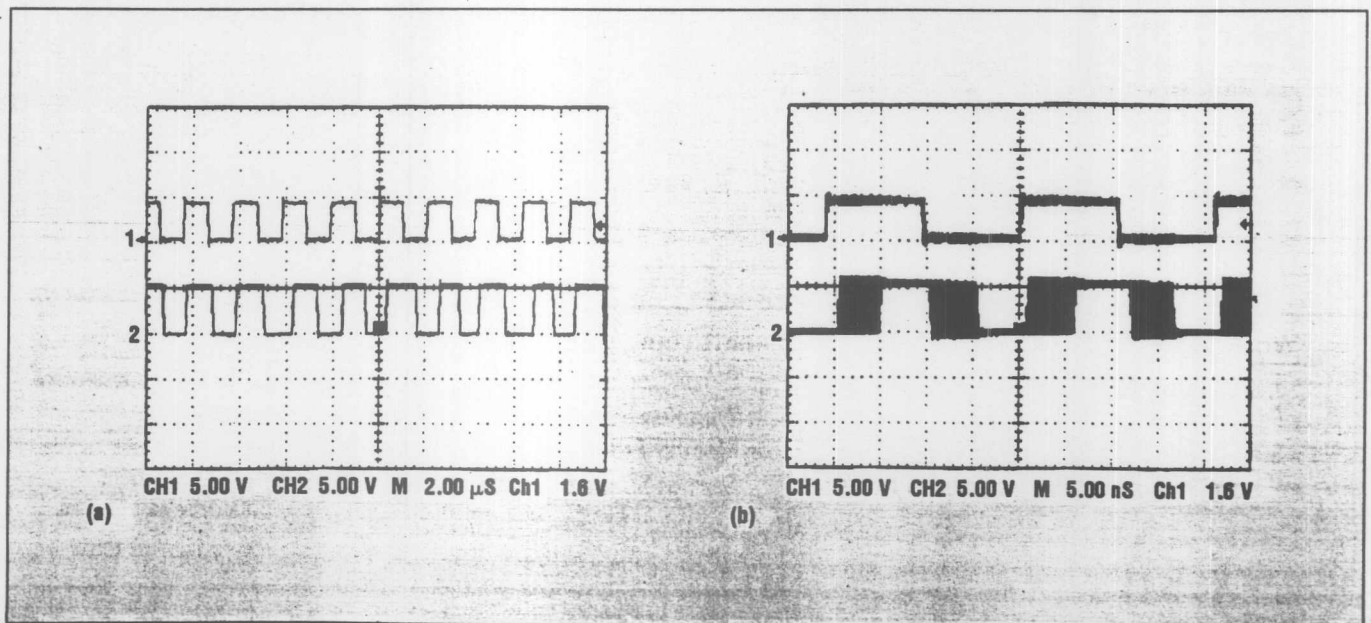 1
2
CH1 5.00 V CH2 5.00 V M 2.00 µS Ch1 1.6 V
(a)
1
2
CH1 5.00 V CH2 5.00 V M 5.00 nS Ch1 1.6 V
(b)